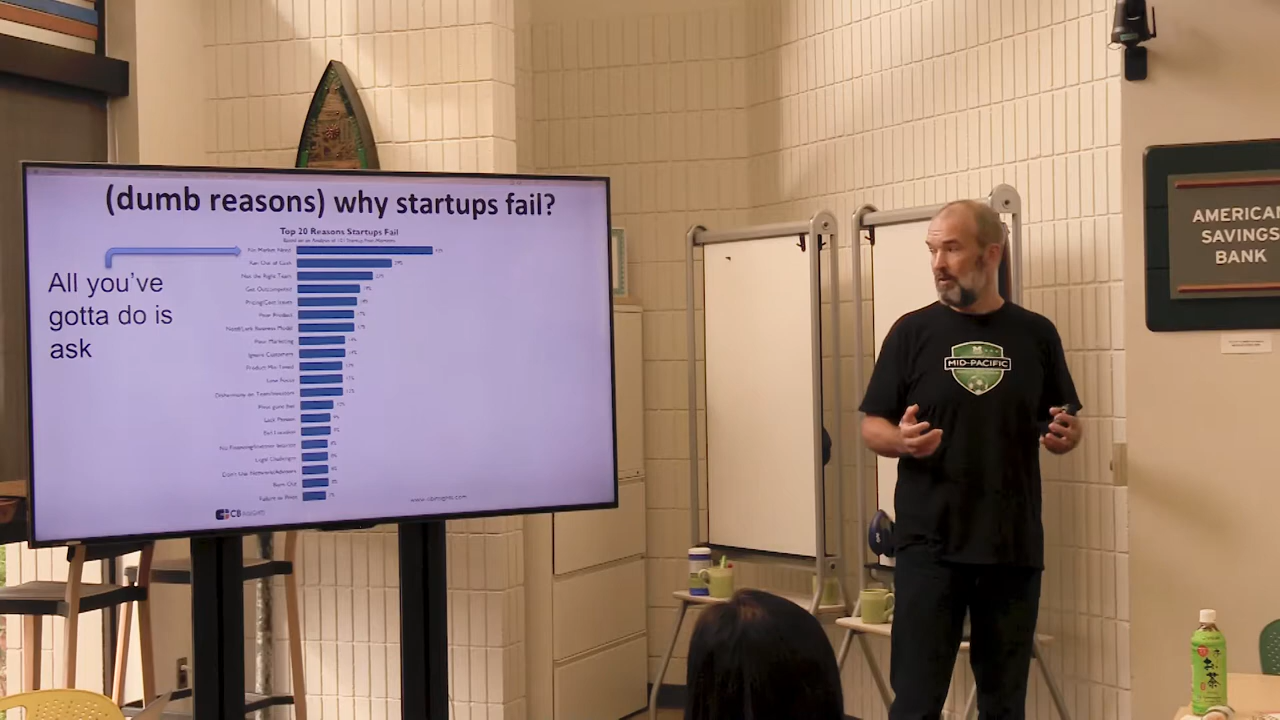 (dumb reasons) why startups fail?
Top 20 Reasons Startups Fail
All you've
gotta do is
ask
No Market Need
Ran Out of Cash
Not the Right Team
Get Outcompeted
Pricing/Cost Issues
Poor Product
Need/Lack Business Model
Poor Marketing
Ignore Customers
Product Mis-Timed
Lose Focus
Disharmony on Team/Investors
Pivot gone bad
Lack Passion
Bad Location
No Financing/Investor Interest
Legal Challenges
Don't Use Network/Advisors
Burn Out
Failure to Pivot
CBINSIGHTS
www.cbinsights.com
MID-PACIFIC
AMERICAN
SAVINGS
BANK
お茶